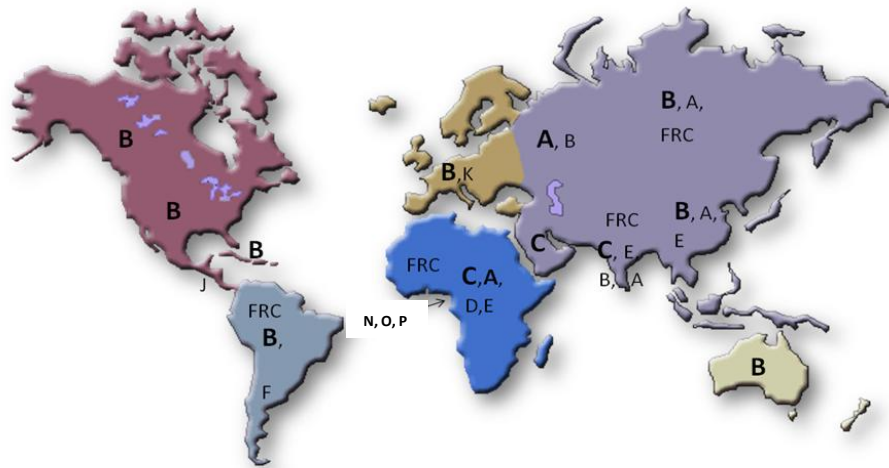 B
B
B
J
FRC
B,
F
B,K
FRC
C,A,
D,E
N, O, P
A, B
B, A,
FRC
FRC
B, A,
E
C
C, E,
B, A
B